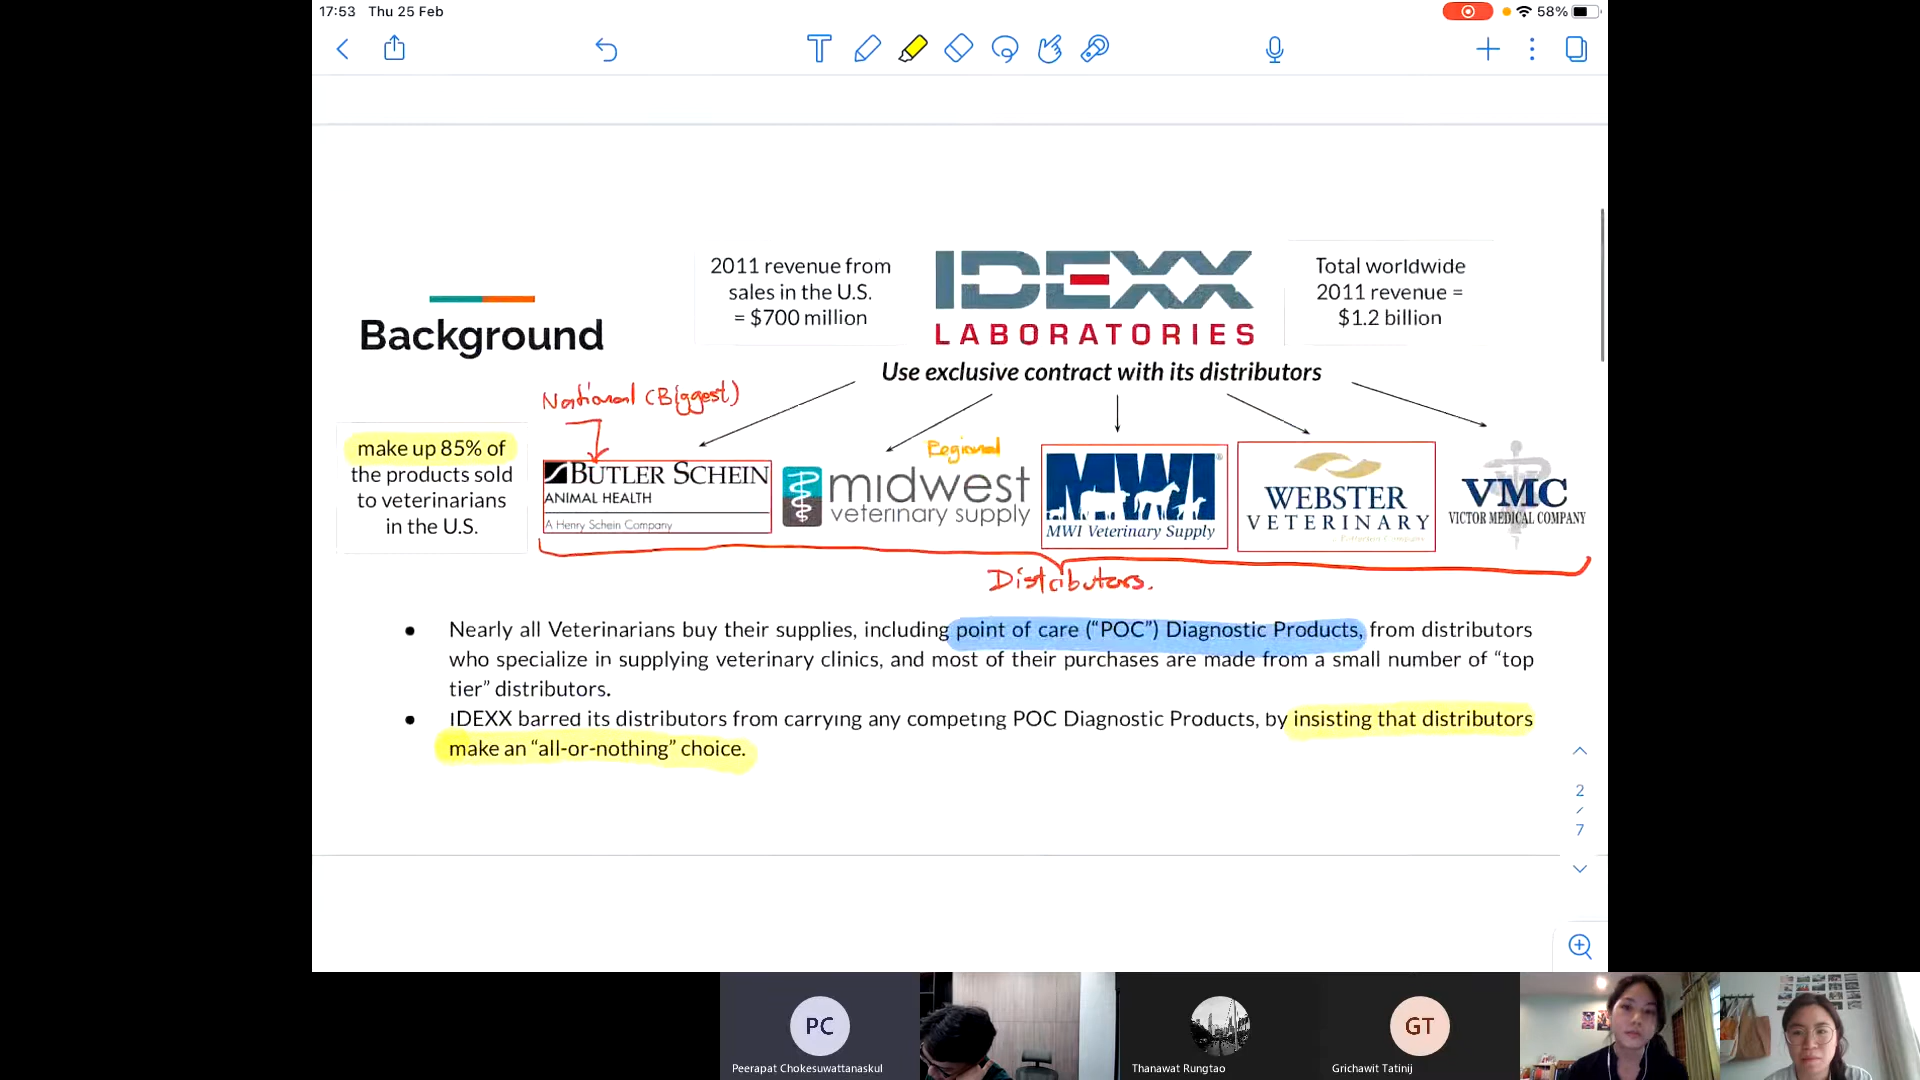 17:53 Thu 25 Feb
58%
2011 revenue from
sales in the U.S.
= $700 million
IDEXX
LABORATORIES
Total worldwide
2011 revenue =
$1.2 billion
Background
Use exclusive contract with its distributors
National (Biggest)
make up 85% of
the products sold
to veterinarians
in the U.S.
BUTLER SCHEIN
ANIMAL HEALTH
A Henry Schein Company
Regional
midwest
veterinary supply
MWI
®
MWI Veterinary Supply
WEBSTER
VETERINARY
VMC
VICTOR MEDICAL COMPANY
Distributors.
● Nearly all Veterinarians buy their supplies, including point of care (“POC”) Diagnostic Products, from distributors
who specialize in supplying veterinary clinics, and most of their purchases are made from a small number of “top
tier” distributors.
● IDEXX barred its distributors from carrying any competing POC Diagnostic Products, by insisting that distributors
make an “all-or-nothing” choice.
2
/
7
PC
Peerapat Chokesuwattanaskul
Thanawat Rungtao
GT
Grichawit Tatinij